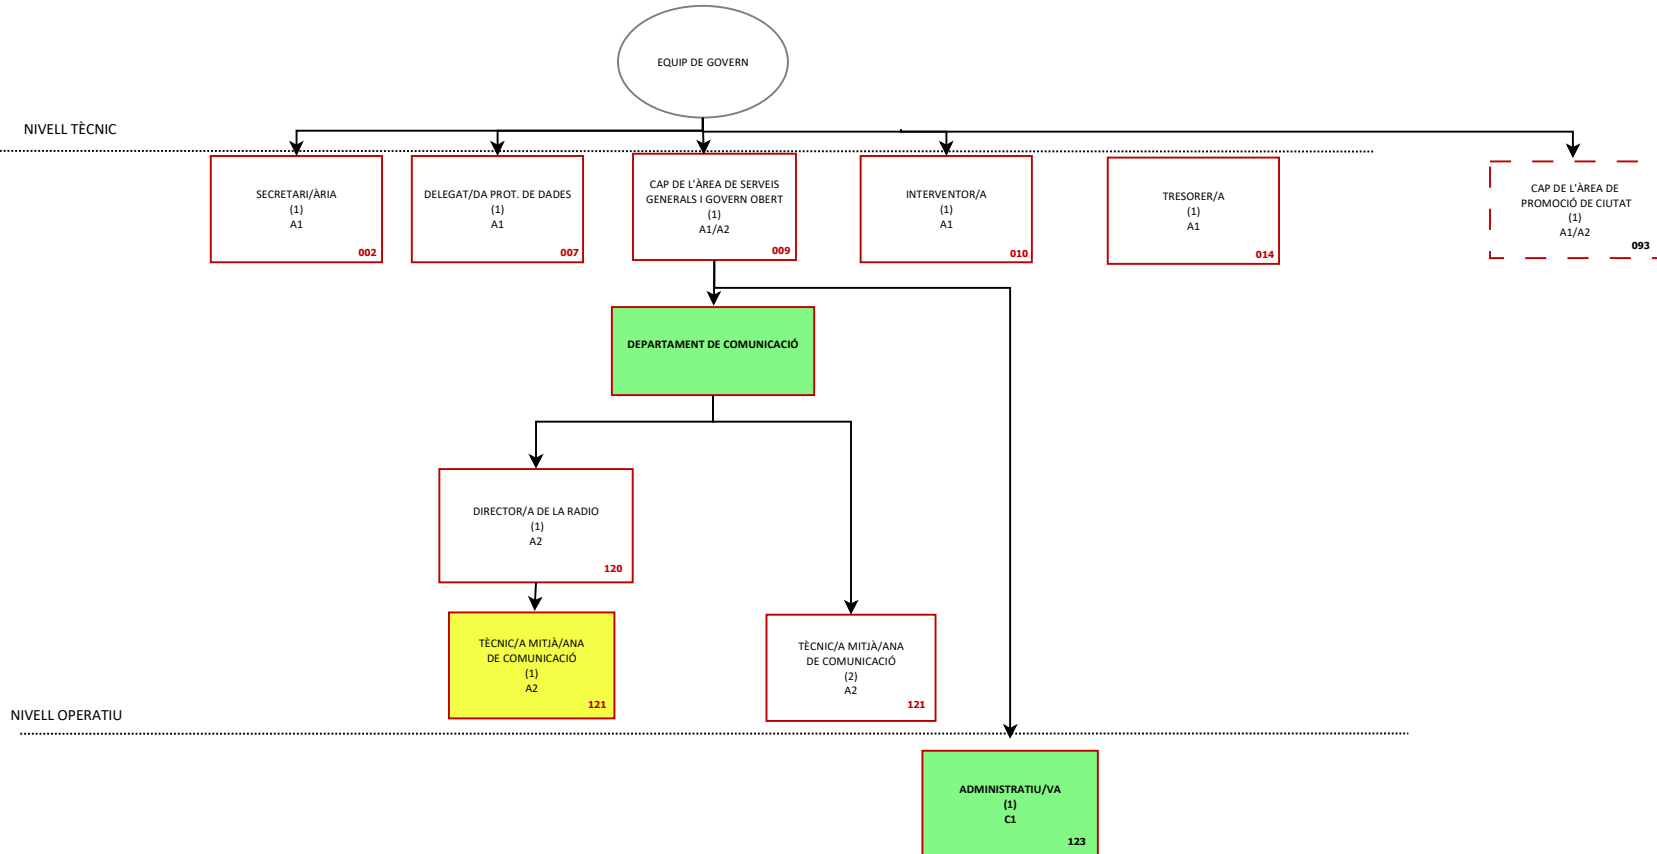 EQUIP DE GOVERN
NIVELL TÈCNIC
SECRETARI/ÀRIA
(1)
A1
002
DELEGAT/DA PROT. DE DADES
(1)
A1
007
CAP DE L'ÀREA DE SERVEIS
GENERALS I GOVERN OBERT
(1)
A1/A2
009
INTERVENTOR/A
(1)
A1
010
TRESORER/A
(1)
A1
014
CAP DE L'ÀREA DE
PROMOCIÓ DE CIUTAT
(1)
A1/A2
093
DEPARTAMENT DE COMUNICACIÓ
DIRECTOR/A DE LA RADIO
(1)
A2
120
TÈCNIC/A MITJÀ/ANA
DE COMUNICACIÓ
(1)
A2
121
TÈCNIC/A MITJÀ/ANA
DE COMUNICACIÓ
(2)
A2
121
NIVELL OPERATIU
ADMINISTRATIU/VA
(1)
C1
123